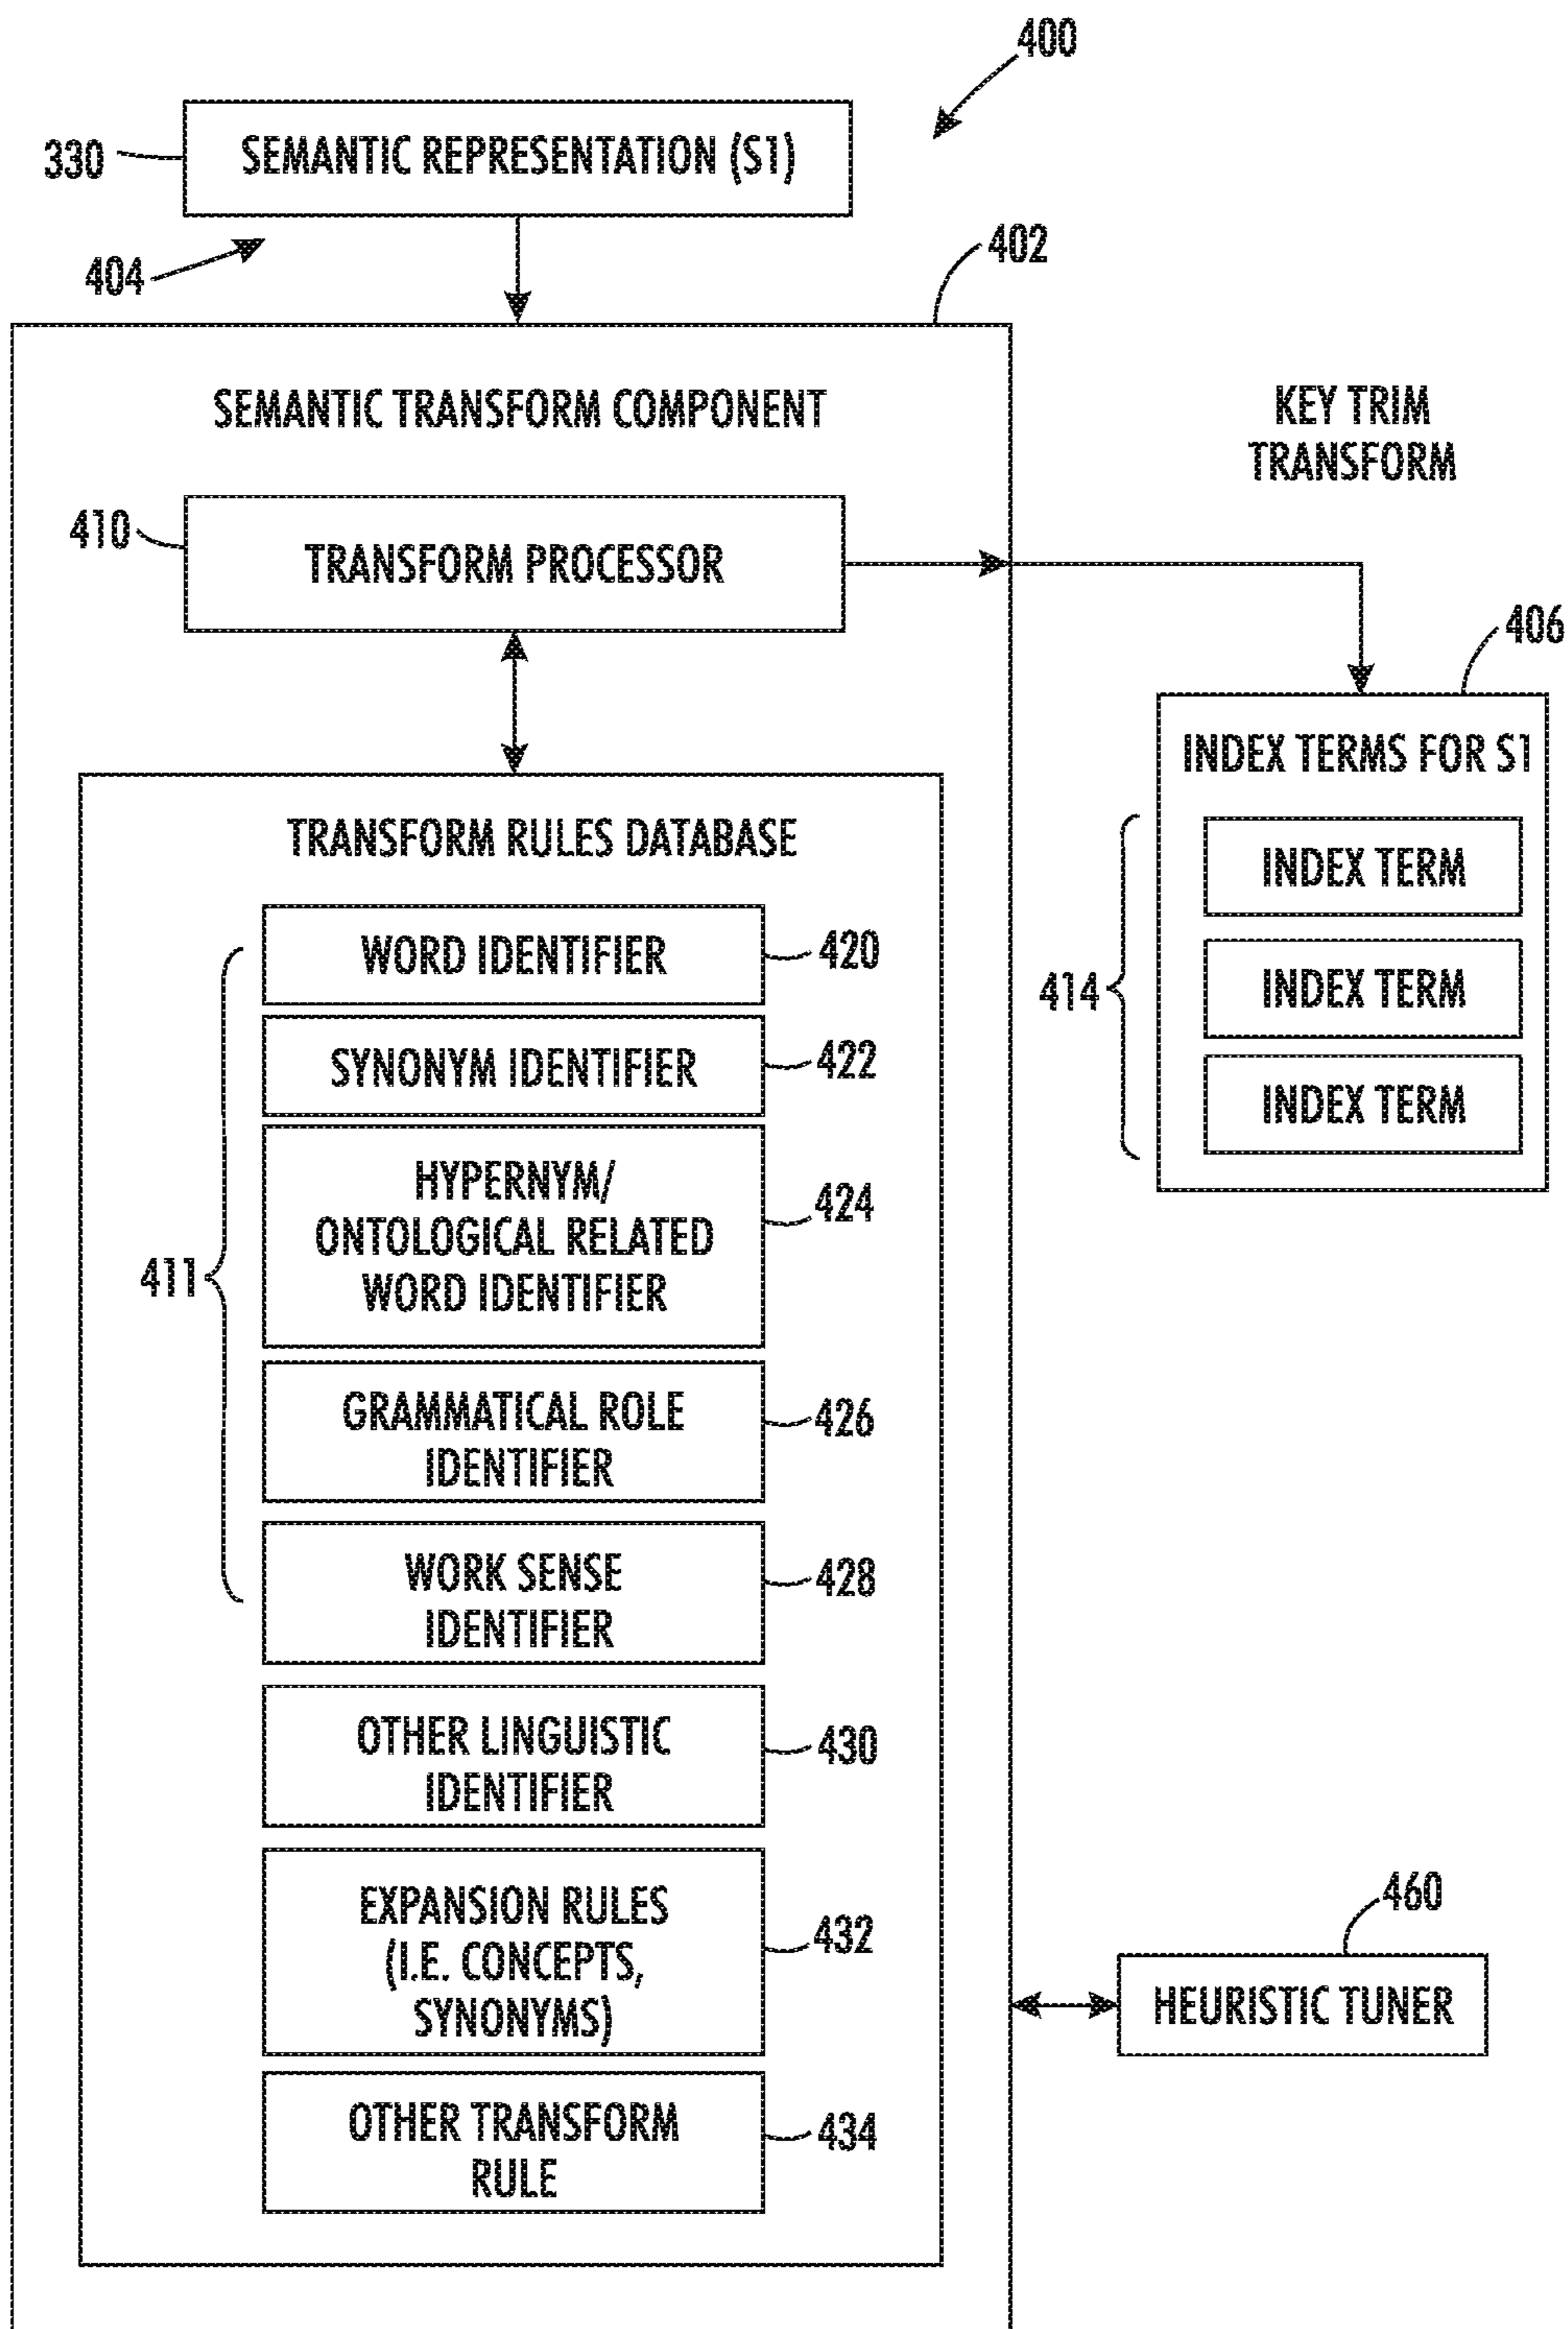 400
330
SEMANTIC REPRESENTATION (S1)
404
402
SEMANTIC TRANSFORM COMPONENT
KEY TRIM
TRANSFORM
410
TRANSFORM PROCESSOR
406
INDEX TERMS FOR S1
414
INDEX TERM
INDEX TERM
INDEX TERM
TRANSFORM RULES DATABASE
411
WORD IDENTIFIER
420
SYNONYM IDENTIFIER
422
HYPERNYM/
ONTOLOGICAL RELATED
WORD IDENTIFIER
424
GRAMMATICAL ROLE
IDENTIFIER
426
WORK SENSE
IDENTIFIER
428
OTHER LINGUISTIC
IDENTIFIER
430
EXPANSION RULES
(I.E. CONCEPTS,
SYNONYMS)
432
OTHER TRANSFORM
RULE
434
460
HEURISTIC TUNER